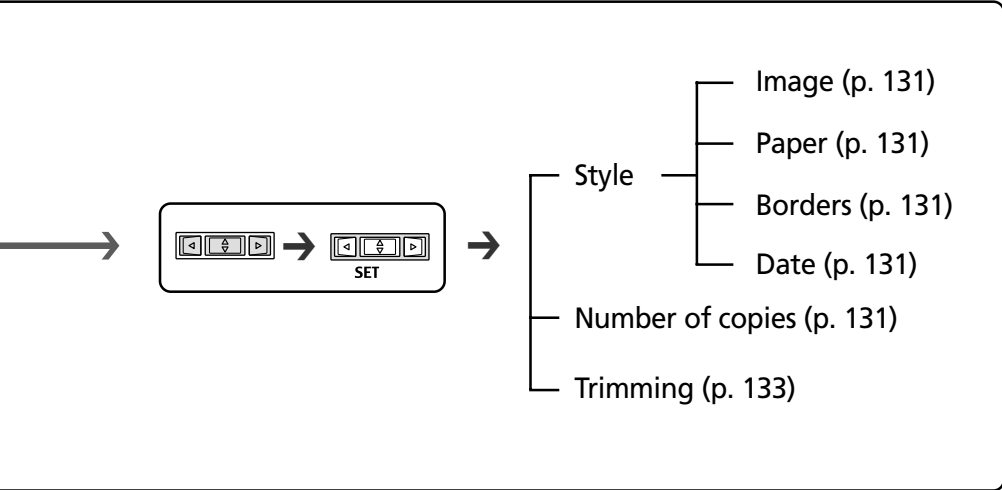 Image (p. 131)
Paper (p. 131)
Style
Borders (p. 131)
SET
Date (p. 131)
Number of copies (p. 131)
Trimming (p. 133)